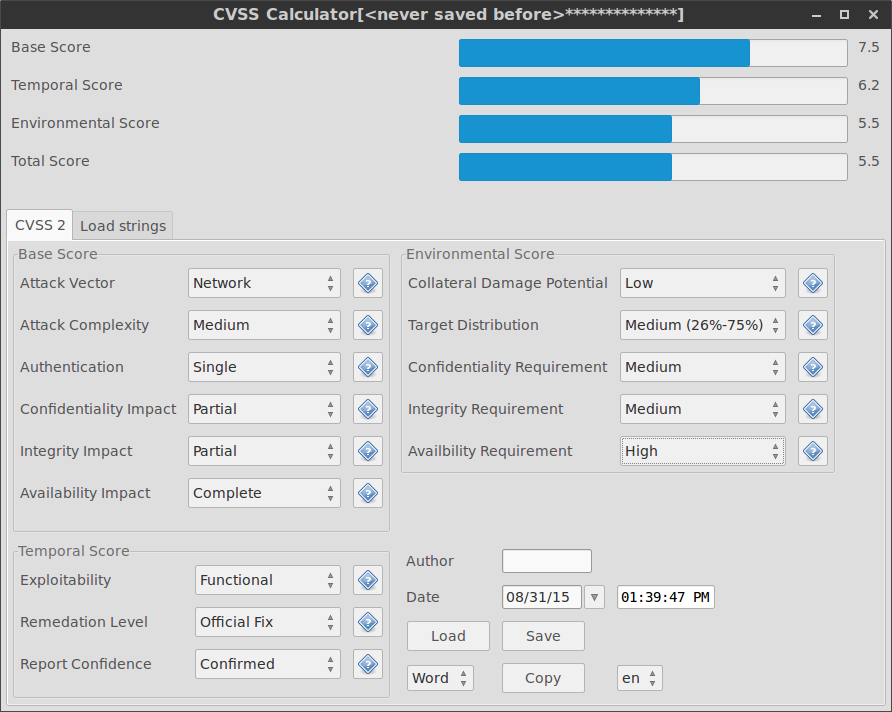 CVSS Calculator[<never saved before>**************]
Base Score 7.5
Temporal Score 6.2
Environmental Score 5.5
Total Score 5.5
CVSS 2 Load strings
Base Score
Attack Vector Network
Attack Complexity Medium
Authentication Single
Confidentiality Impact Partial
Integrity Impact Partial
Availability Impact Complete
Environmental Score
Collateral Damage Potential Low
Target Distribution Medium (26%-75%)
Confidentiality Requirement Medium
Integrity Requirement Medium
Availbility Requirement High
Temporal Score
Exploitability Functional
Remedation Level Official Fix
Report Confidence Confirmed
Author
Date 08/31/15 01:39:47 PM
Load Save
Word Copy en